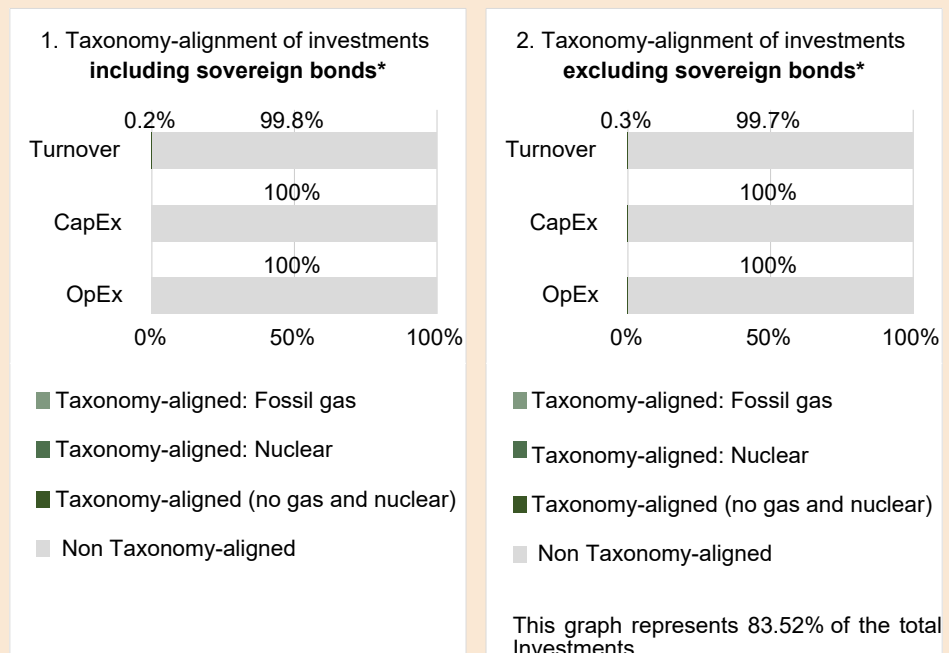 1. Taxonomy-alignment of investments
including sovereign bonds*
0.2% 99.8%
Turnover
100%
CapEx
100%
OpEx
0% 50% 100%
Taxonomy-aligned: Fossil gas
Taxonomy-aligned: Nuclear
Taxonomy-aligned (no gas and nuclear)
Non Taxonomy-aligned
2. Taxonomy-alignment of investments
excluding sovereign bonds*
0.3% 99.7%
Turnover
100%
CapEx
100%
OpEx
0% 50% 100%
Taxonomy-aligned: Fossil gas
Taxonomy-aligned: Nuclear
Taxonomy-aligned (no gas and nuclear)
Non Taxonomy-aligned
This graph represents 83.52% of the total
Investments